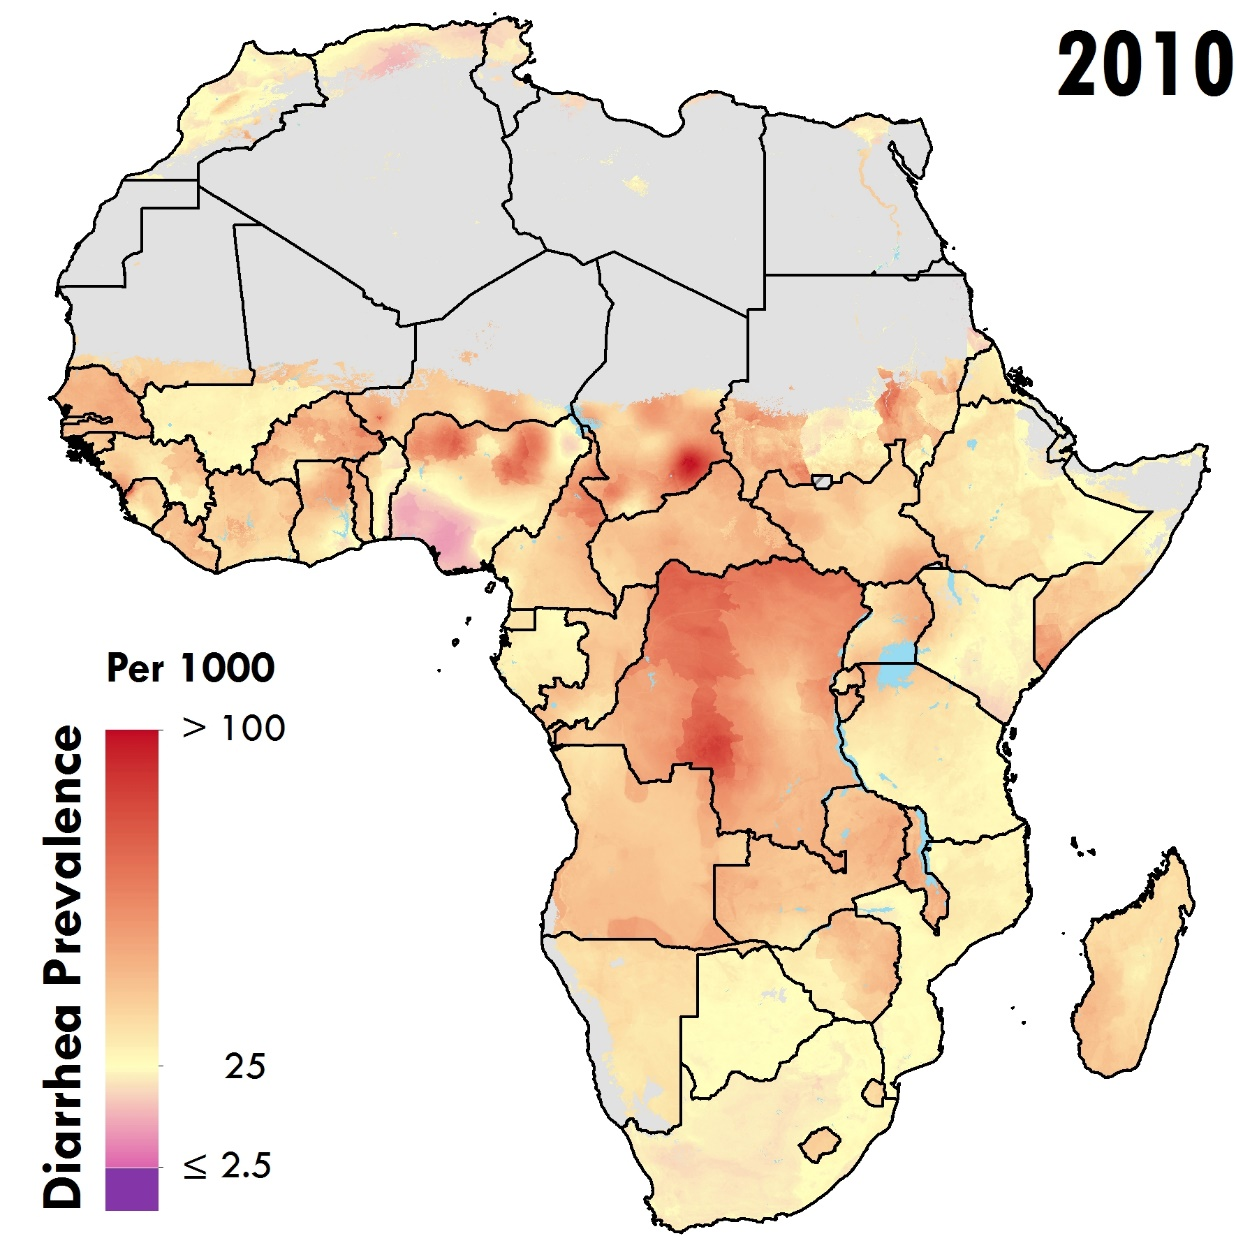 2010
Per 1000
> 100
25
≤ 2.5
Diarrhea Prevalence